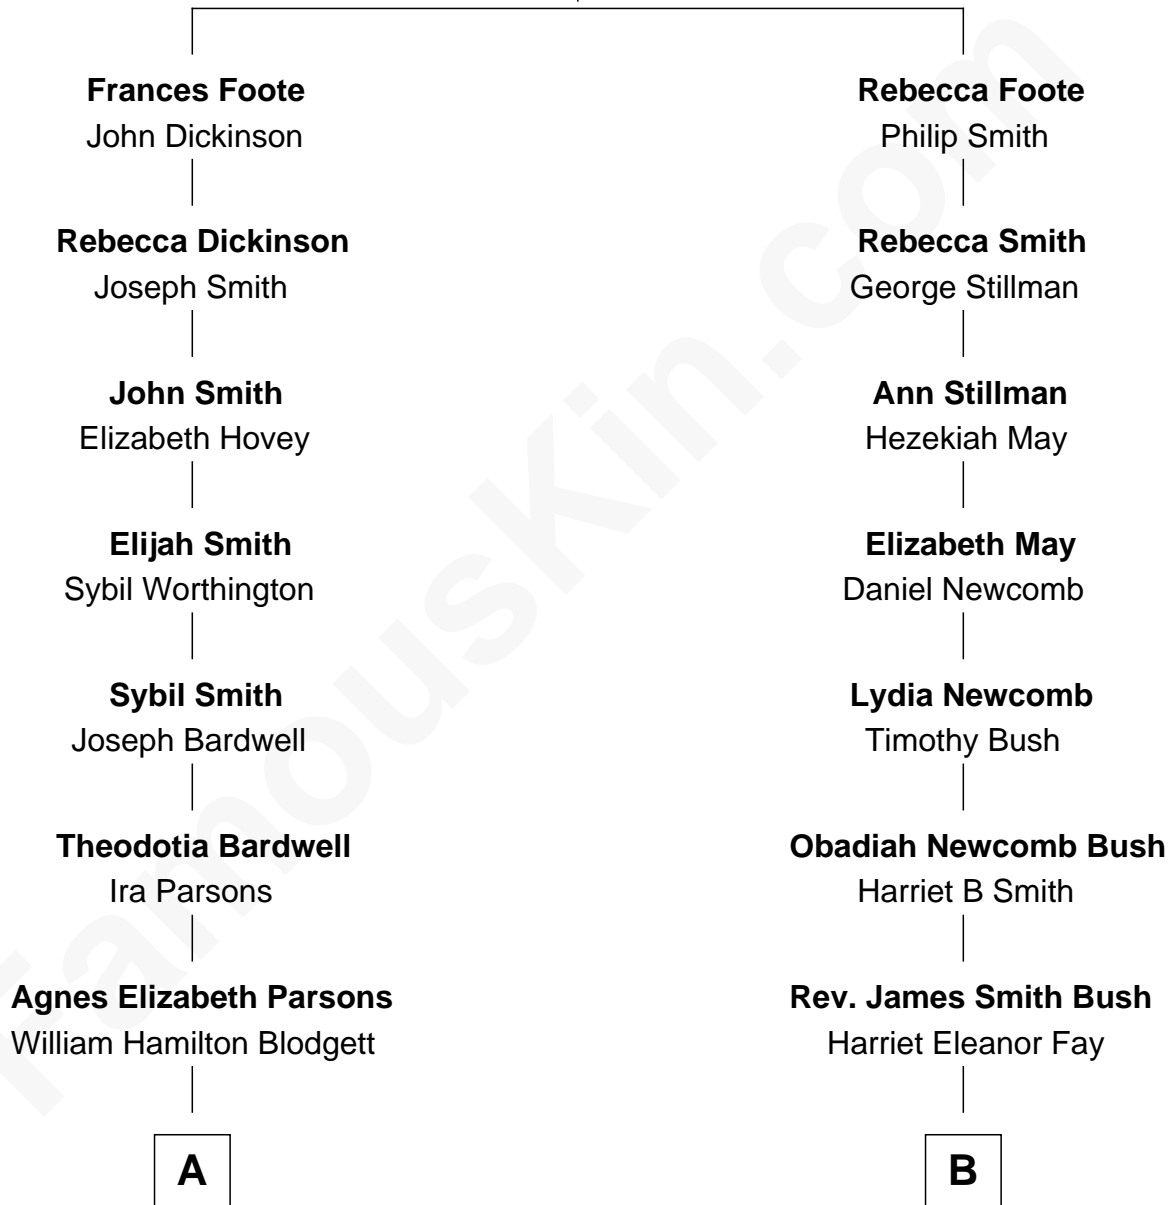 Frances Foote
John Dickinson
Rebecca Foote
Philip Smith
Rebecca Dickinson
Joseph Smith
Rebecca Smith
George Stillman
John Smith
Elizabeth Hovey
Ann Stillman
Hezekiah May
Elijah Smith
Sybil Worthington
Elizabeth May
Daniel Newcomb
Sybil Smith
Joseph Bardwell
Lydia Newcomb
Timothy Bush
Theodotia Bardwell
Ira Parsons
Obadiah Newcomb Bush
Harriet B Smith
Agnes Elizabeth Parsons
William Hamilton Blodgett
Rev. James Smith Bush
Harriet Eleanor Fay
A
B
FamousKin.com